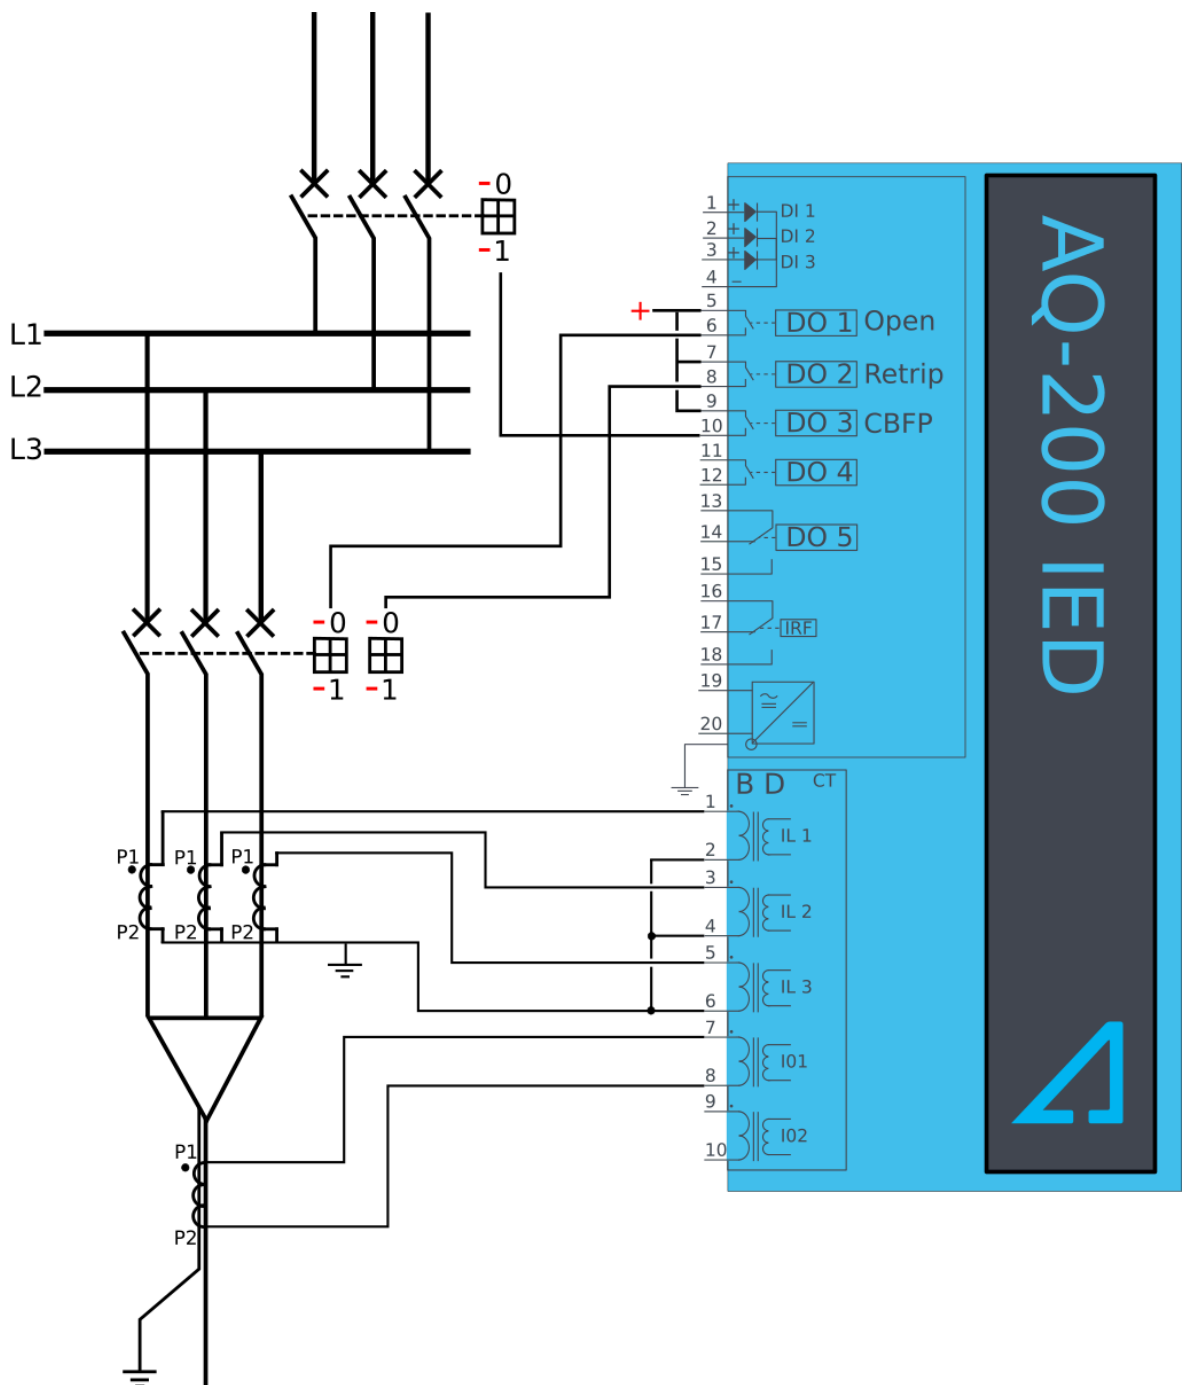 -0
-1
L1
L2
L3
-0
-1
-0
-1
P1
P1
P1
P2
P2
P2
P1
P2
+
1
+
DI 1
2
+
DI 2
3
+
DI 3
4
-
5
6
DO 1 Open
7
8
DO 2 Retrip
9
10
DO 3 CBFP
11
12
DO 4
13
14
DO 5
15
16
17
IRF
18
19
20
B D CT
1
IL 1
2
3
IL 2
4
5
IL 3
6
7
I01
8
9
I02
10
AQ-200 IED